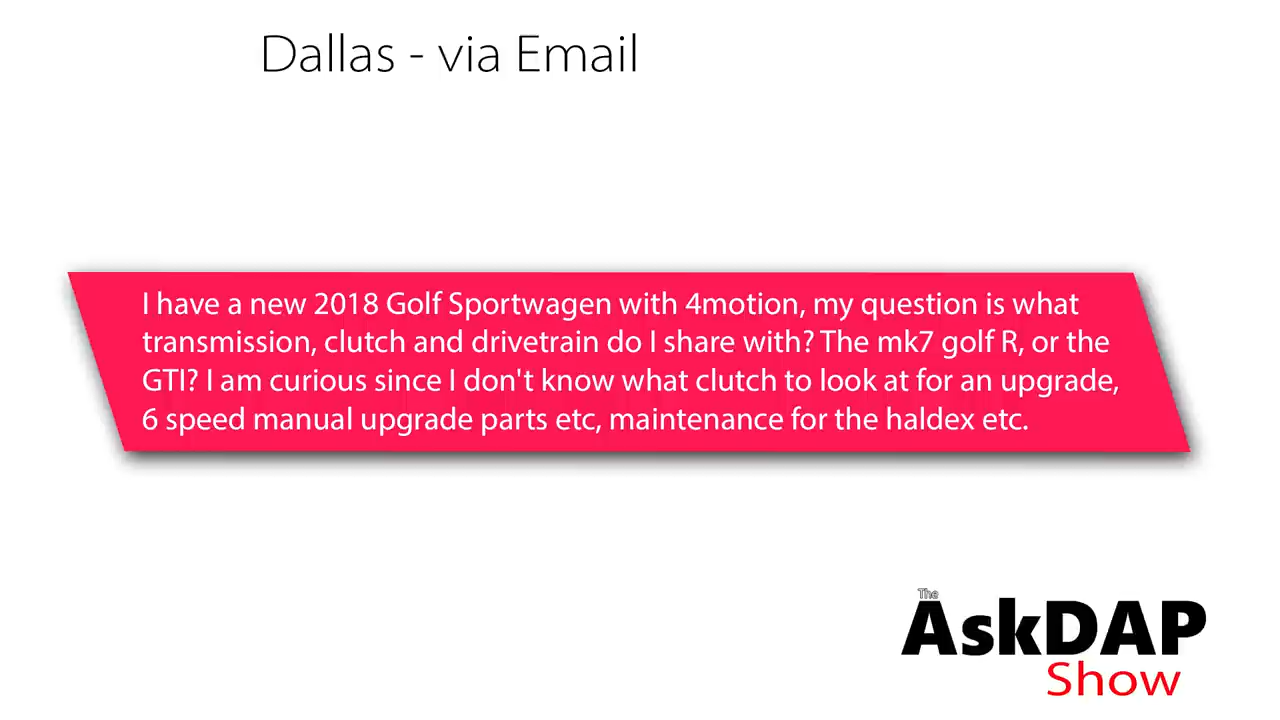 Dallas - via Email
I have a new 2018 Golf Sportwagen with 4motion, my question is what
transmission, clutch and drivetrain do I share with? The mk7 golf R, or the
GTI? I am curious since I don't know what clutch to look at for an upgrade,
6 speed manual upgrade parts etc, maintenance for the haldex etc.
The
AskDAP
Show